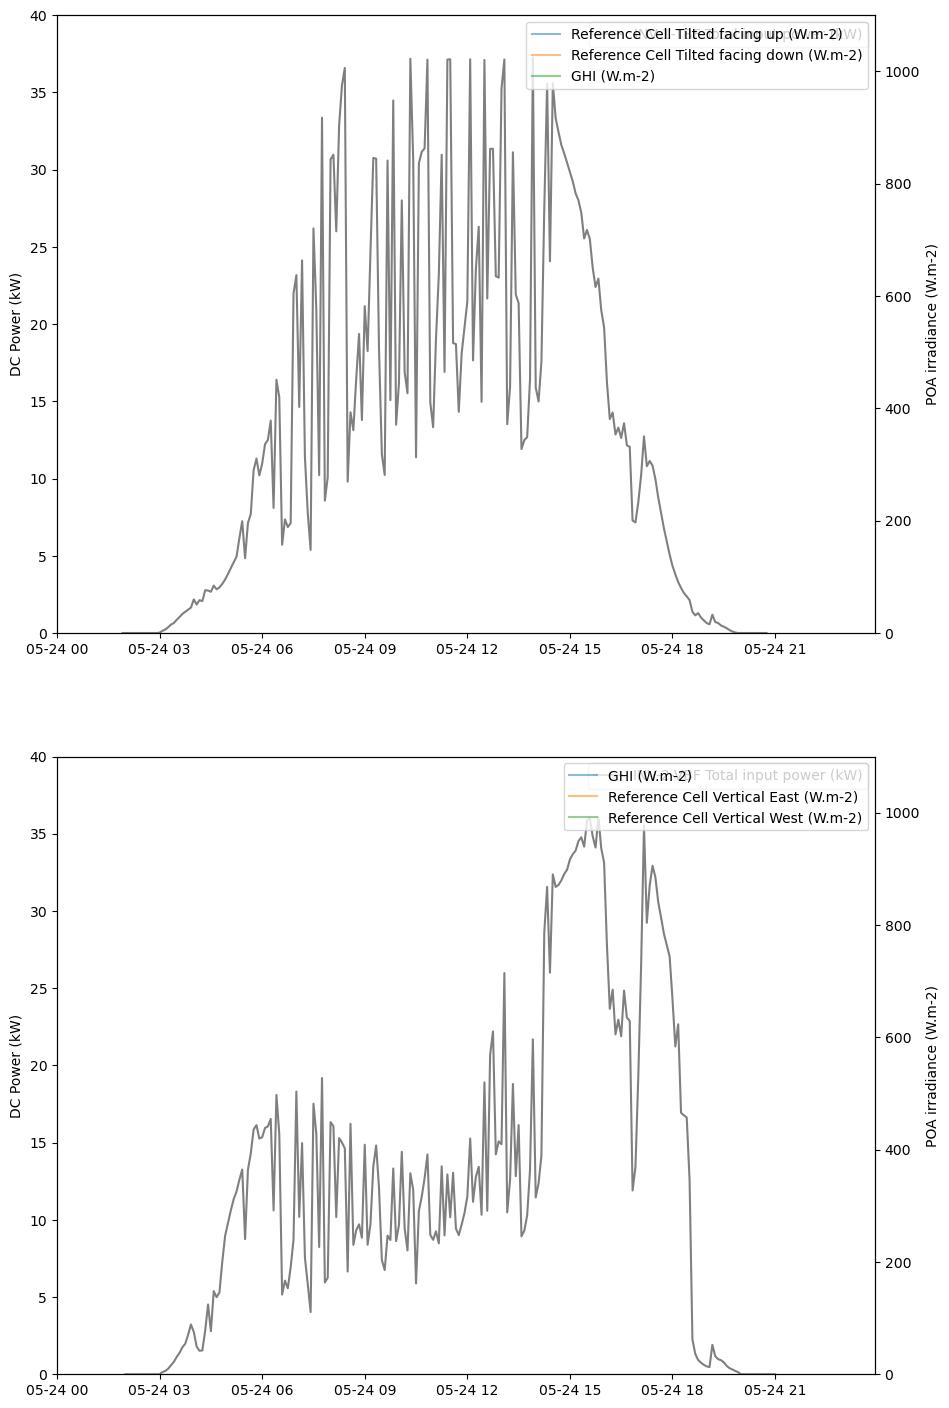 40
35
30
25
20
15
10
5
0
DC Power (kW)
Reference Cell Tilted facing up (W.m-2)
Reference Cell Tilted facing down (W.m-2)
GHI (W.m-2)
1000
800
600
400
200
0
POA irradiance (W.m-2)
05-24 00 05-24 03 05-24 06 05-24 09 05-24 12 05-24 15 05-24 18 05-24 21
40
35
30
25
20
15
10
5
0
DC Power (kW)
GHI (W.m-2) Total input power (kW)
Reference Cell Vertical East (W.m-2)
Reference Cell Vertical West (W.m-2)
1000
800
600
400
200
0
POA irradiance (W.m-2)
05-24 00 05-24 03 05-24 06 05-24 09 05-24 12 05-24 15 05-24 18 05-24 21